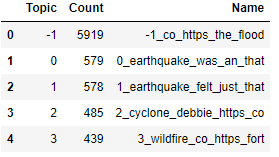 Topic Count Name
0 -1 5919 -1_co_https_the_flood
1 0 579 0_earthquake_was_an_that
2 1 578 1_earthquake_felt_just_that
3 2 485 2_cyclone_debbie_https_co
4 3 439 3_wildfire_co_https_fort